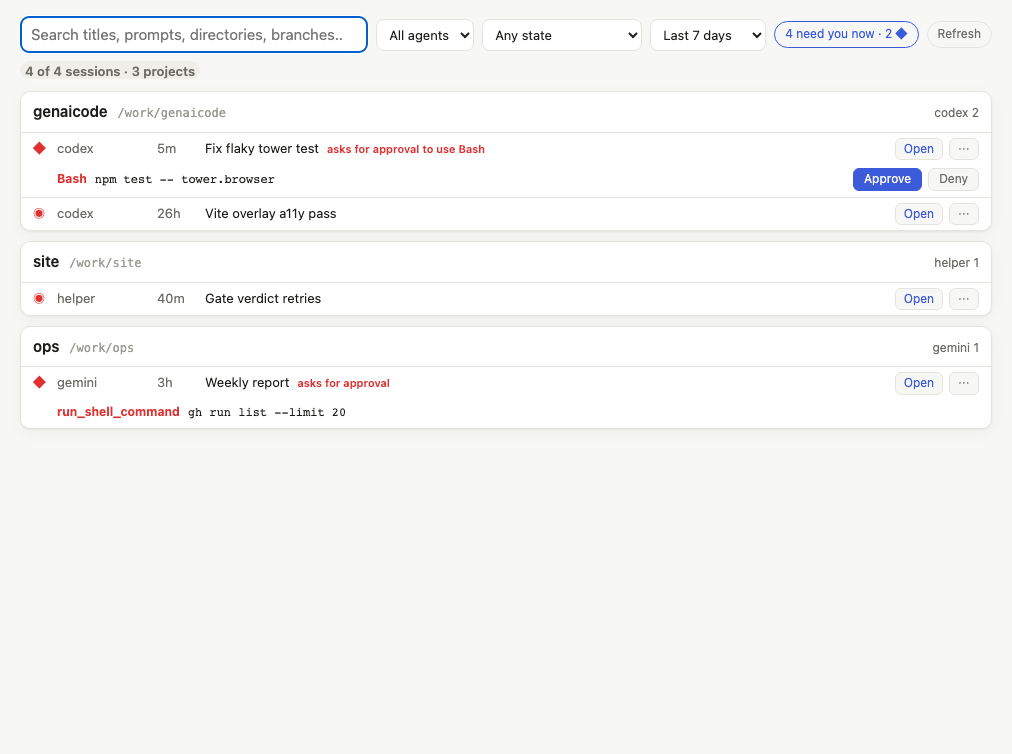 Search titles, prompts, directories, branches.. All agents Any state Last 7 days 4 need you now · 2 ◆ Refresh
4 of 4 sessions · 3 projects
genaicode /work/genaicode codex 2
codex 5m Fix flaky tower test asks for approval to use Bash Open ···
Bash npm test -- tower.browser Approve Deny
codex 26h Vite overlay a11y pass Open ···
site /work/site helper 1
helper 40m Gate verdict retries Open ···
ops /work/ops gemini 1
gemini 3h Weekly report asks for approval Open ···
run_shell_command gh run list --limit 20